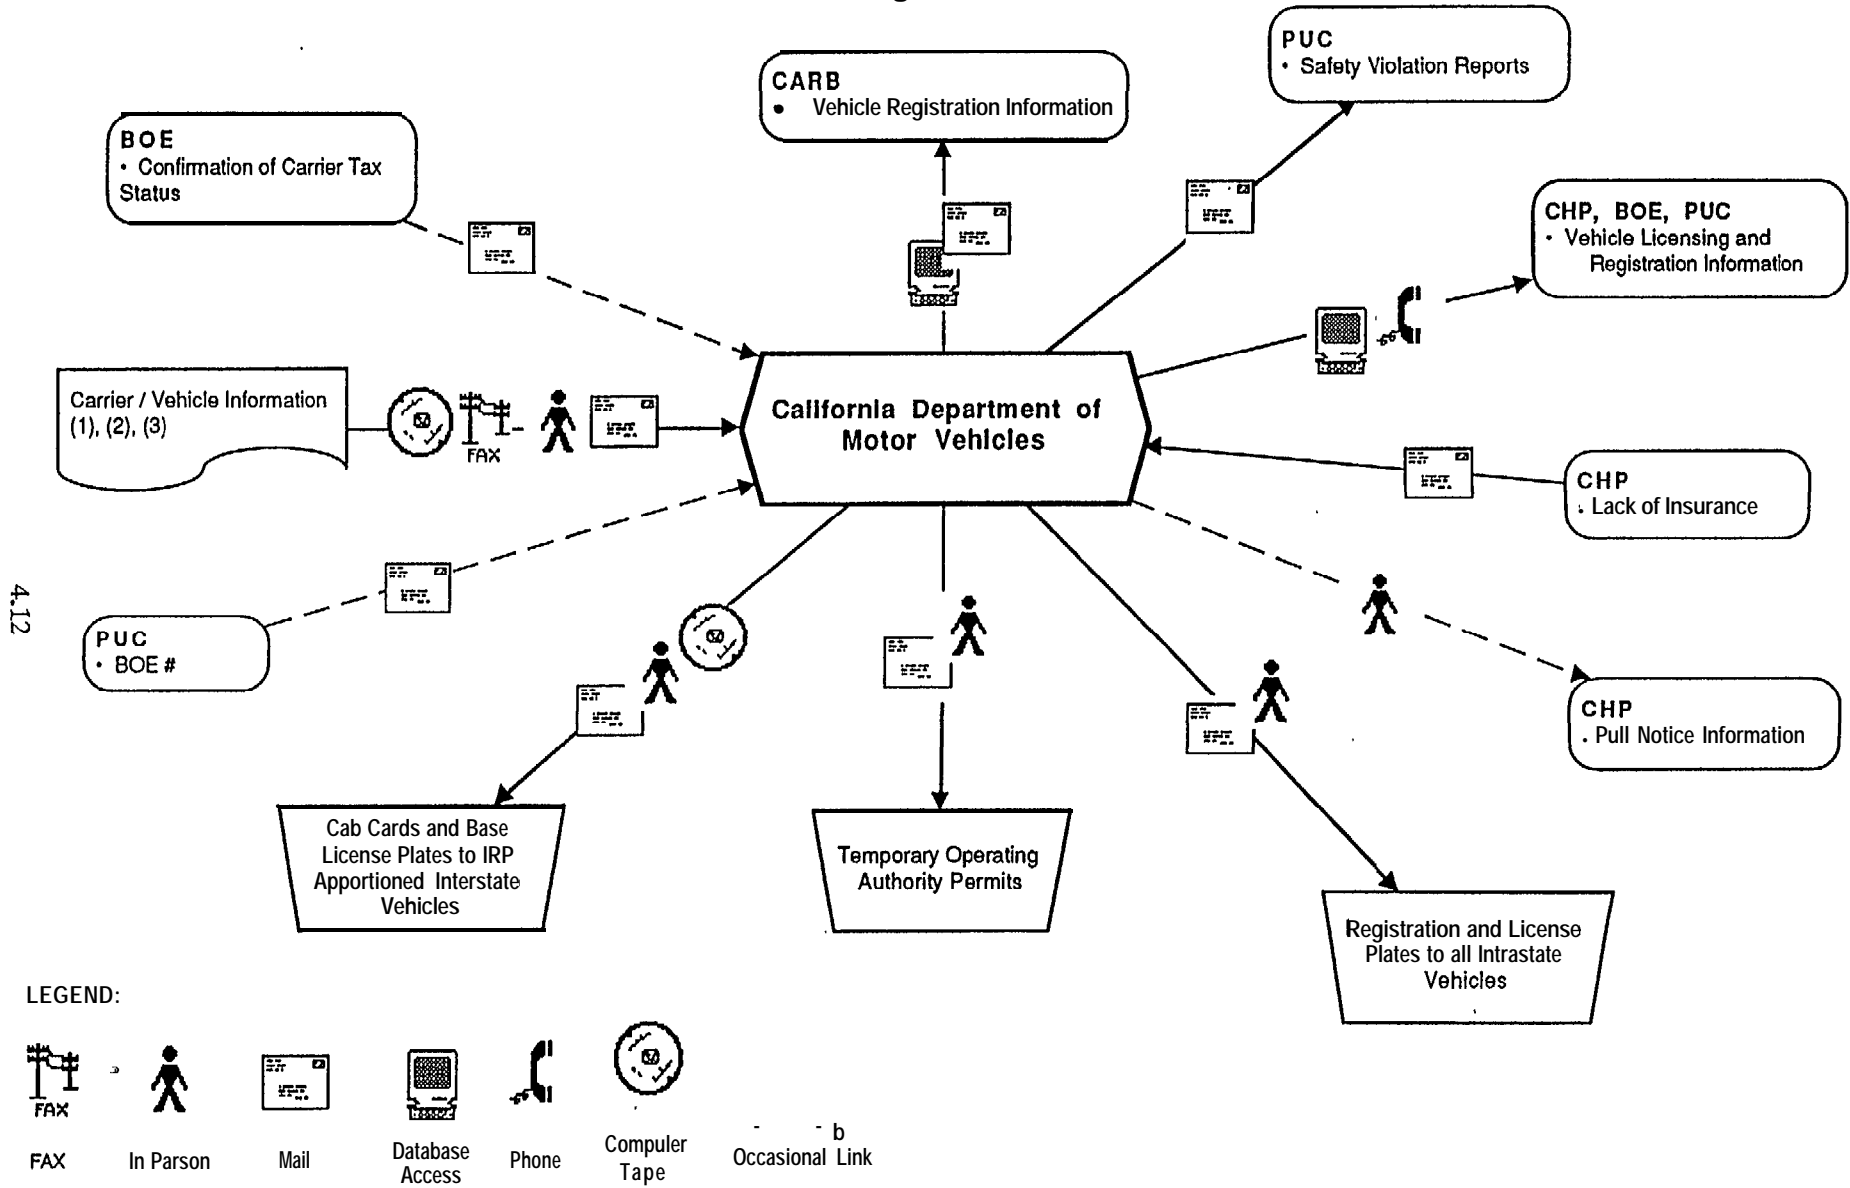 PUC
• Safety Violation Reports
CARB
• Vehicle Registration Information
BOE
• Confirmation of Carrier Tax
Status
CHP, BOE, PUC
• Vehicle Licensing and
Registration Information
Carrier / Vehicle Information
(1), (2), (3)
FAX
California Department of
Motor Vehicles
CHP
. Lack of Insurance
4.12
PUC
• BOE #
CHP
. Pull Notice Information
Cab Cards and Base
License Plates to IRP
Apportioned Interstate
Vehicles
Temporary Operating
Authority Permits
Registration and License
Plates to all Intrastate
Vehicles
LEGEND:
FAX
FAX
In Parson
Mail
Database
Access
Phone
Compuler
Tape
- - b
Occasional Link